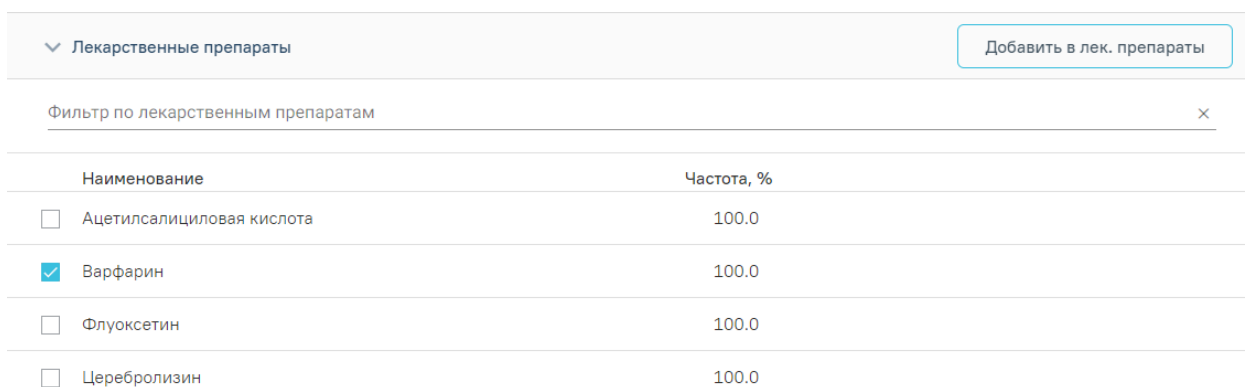 Лекарственные препараты Добавить в лек. препараты
Фильтр по лекарственным препаратам
Наименование Частота, %
Ацетилсалициловая кислота 100.0
Варфарин 100.0
Флуоксетин 100.0
Церебролизин 100.0